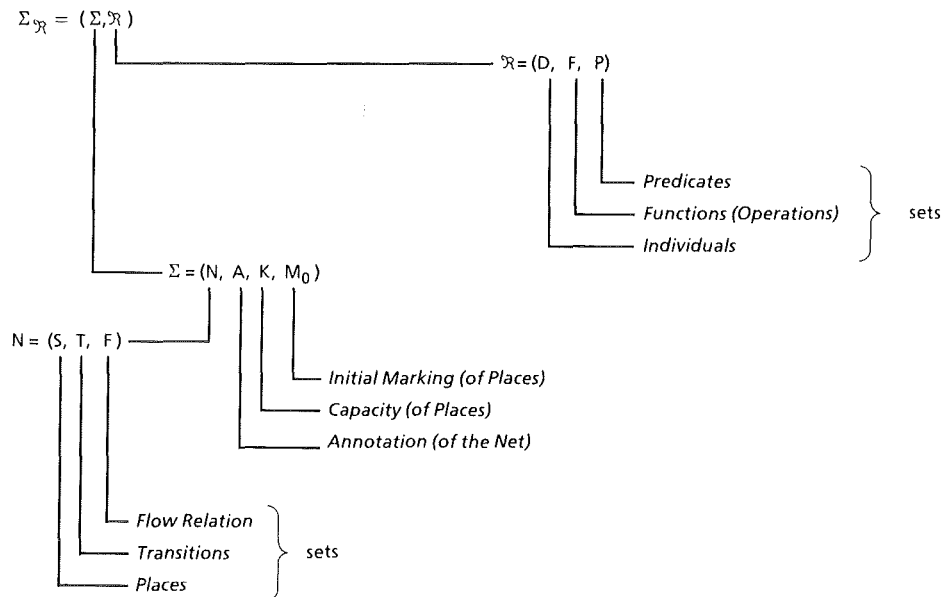 Σ_ℜ = (Σ,ℜ)
ℜ=(D, F, P)
Predicates
Functions (Operations)
Individuals
sets
Σ=(N, A, K, M₀)
N= (S, T, F)
Initial Marking (of Places)
Capacity (of Places)
Annotation (of the Net)
Flow Relation
Transitions
Places
sets